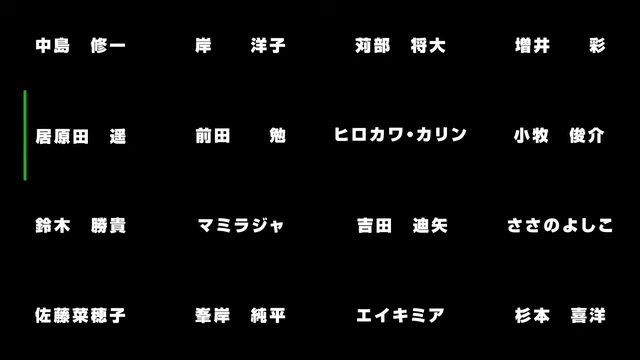 中島　修一　岸　　洋子　苅部　将大　増井　　彩
居原田　遥　前田　　勉　ヒロカワ・カリン　小牧　俊介
鈴木　勝貴　マミラジャ　吉田　迪矢　ささのよしこ
佐藤菜穂子　峯岸　純平　エイキミア　杉本　喜洋